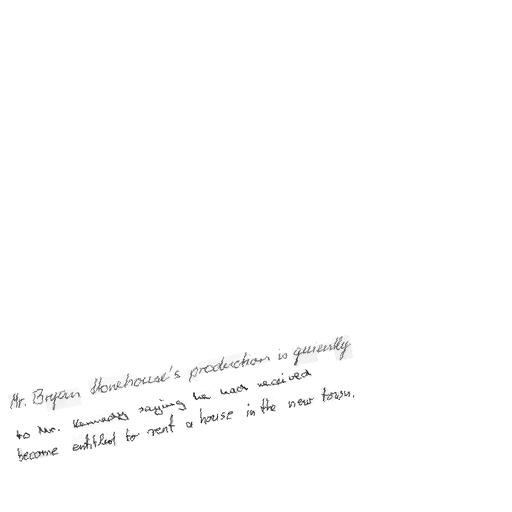 Mr. Bryan Stonehouse's production is quietly
to Mr. Kennedy saying he had received
become entitled to rent a house in the new town.